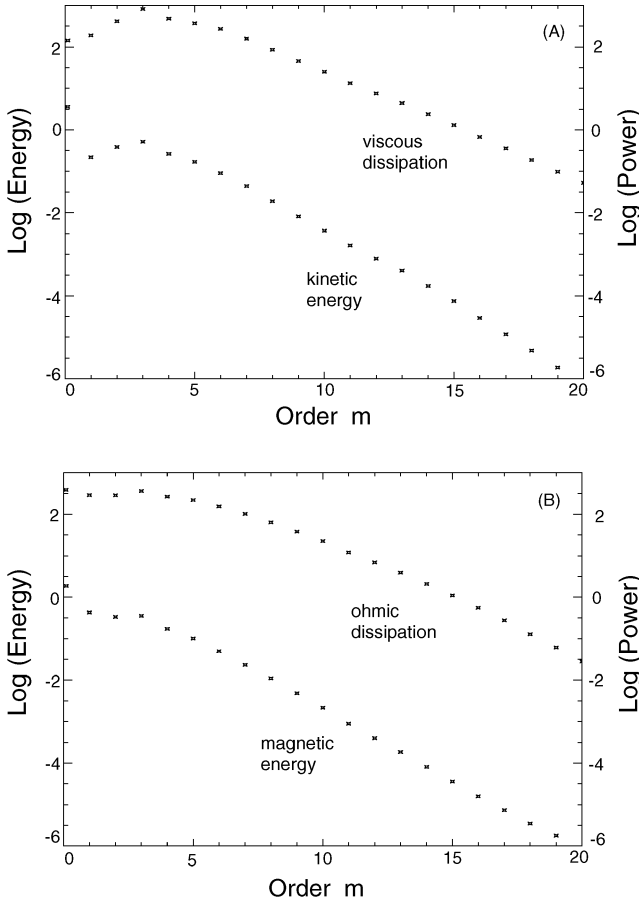 (A)
2
0
-2
-4
-6
Log (Energy)
2
0
-2
-4
-6
Log (Power)
viscous
dissipation
kinetic
energy
0 5 10 15 20
Order m
(B)
2
0
-2
-4
-6
Log (Energy)
2
0
-2
-4
-6
Log (Power)
ohmic
dissipation
magnetic
energy
0 5 10 15 20
Order m